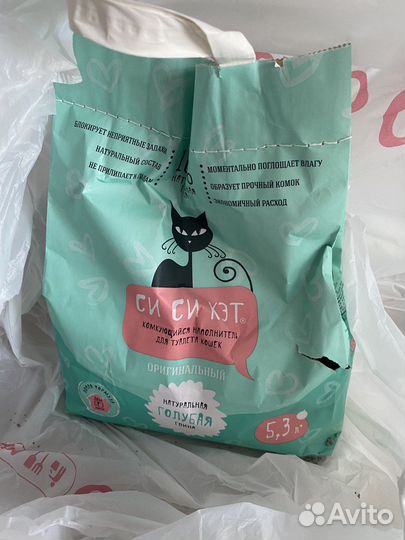 БЛОКИРУЕТ НЕПРИЯТНЫЕ ЗАПАХИ
НАТУРАЛЬНЫЙ СОСТАВ
НЕ ПРИЛИПАЕТ К
МОМЕНТАЛЬНО ПОГЛОЩАЕТ ВЛАГУ
ОБРАЗУЕТ ПРОЧНЫЙ КОМОК
ЭКОНОМИЧНЫЙ РАСХОД
СИ СИ КЭТ®
КОМКУЮЩИЙСЯ НАПОЛНИТЕЛЬ
ДЛЯ ТУАЛЕТА КОШЕК
ОРИГИНАЛЬНЫЙ
НАТУРАЛЬНАЯ
ГОЛУБАЯ
ГЛИНА
5,3 л
Avito